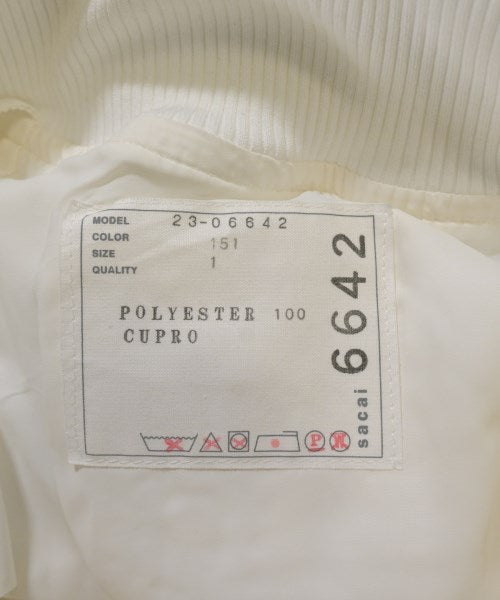 MODEL 23-06642
COLOR 151
SIZE 1
QUALITY
POLYESTER 100
CUPRO
P
sacai 6642